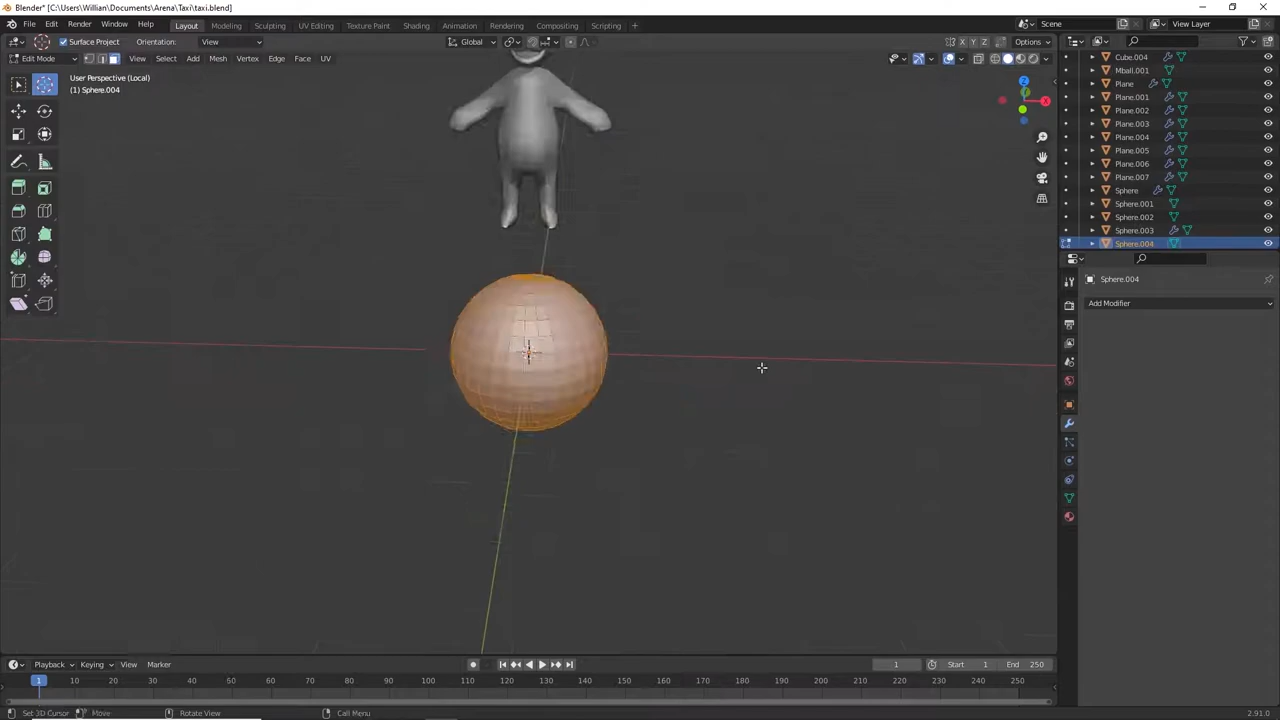 Blender* [C:\Users\Willian\Documents\Arena\Taxi\taxi.blend]
File Edit Render Window Help Layout Modeling Sculpting UV Editing Texture Paint Shading Animation Rendering Compositing Scripting Scene View Layer
Surface Project Orientation: View Global X Y Z Options
Edit Mode View Select Add Mesh Vertex Edge Face UV
User Perspective (Local)
(1) Sphere.004
Z
X
Cube.004
Mball.001
Plane
Plane.001
Plane.002
Plane.003
Plane.004
Plane.005
Plane.006
Plane.007
Sphere
Sphere.001
Sphere.002
Sphere.003
Sphere.004
Sphere.004
Add Modifier
Playback Keying View Marker 1 Start 1 End 250
1 10 20 30 40 50 60 70 80 90 100 110 120 130 140 150 160 170 180 190 200 210 220 230 240 250
Set 3D Cursor Move Rotate View Call Menu 2.91.0